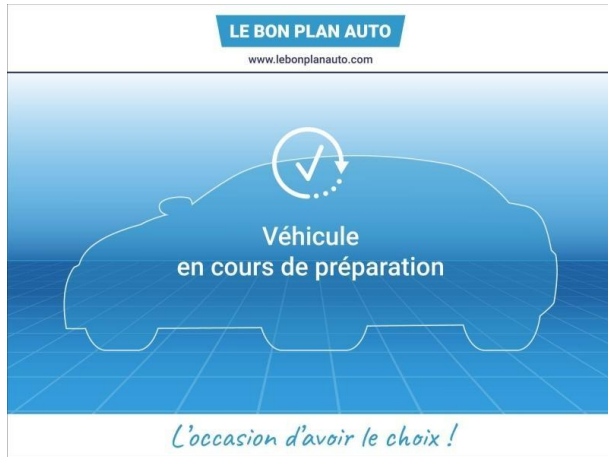 LE BON PLAN AUTO
www.lebonplanauto.com
Véhicule
en cours de préparation
L'occasion d'avoir le choix !